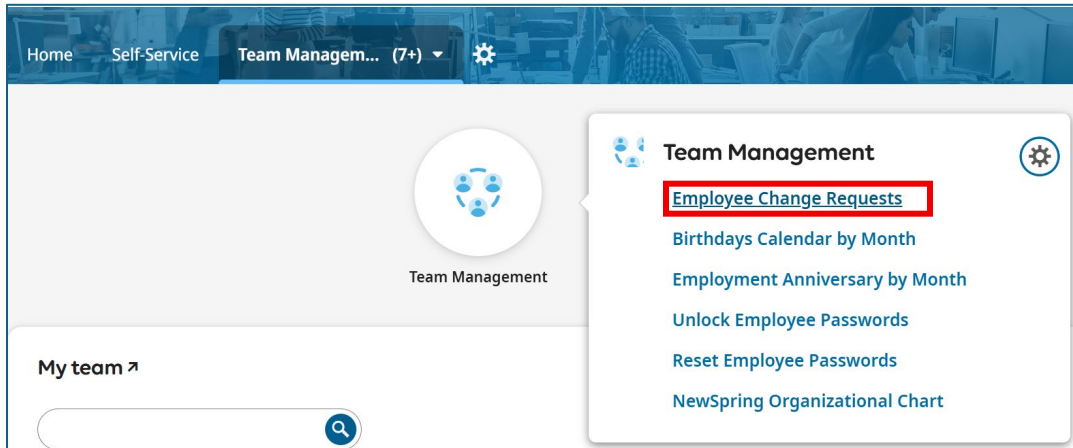 Home Self-Service Team Managem... (7+)
Team Management
Employee Change Requests
Birthdays Calendar by Month
Employment Anniversary by Month
Unlock Employee Passwords
Reset Employee Passwords
NewSpring Organizational Chart
Team Management
My team